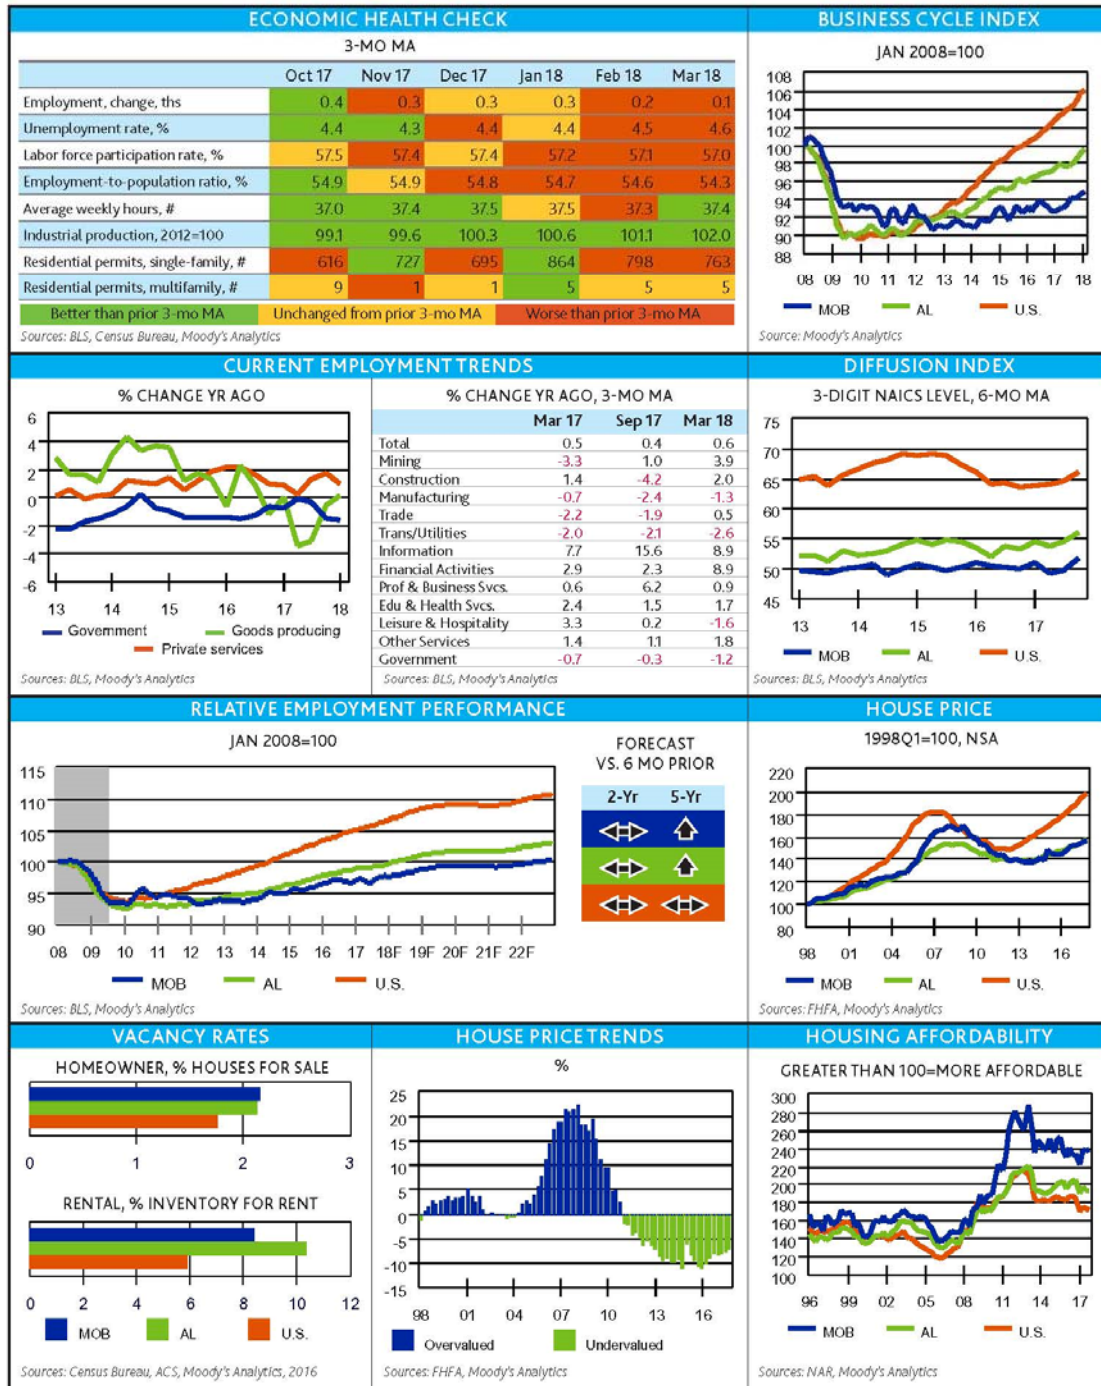 ECONOMIC HEALTH CHECK
3-MO MA
Oct 17 Nov 17 Dec 17 Jan 18 Feb 18 Mar 18
Employment, change, ths 0.4 0.3 0.3 0.3 0.2 0.1
Unemployment rate, % 4.4 4.3 4.4 4.4 4.5 4.6
Labor force participation rate, % 57.5 57.4 57.4 57.2 57.1 57.0
Employment-to-population ratio, % 54.9 54.9 54.8 54.7 54.6 54.3
Average weekly hours, # 37.0 37.4 37.5 37.5 37.3 37.4
Industrial production, 2012=100 99.1 99.6 100.3 100.6 101.1 102.0
Residential permits, single-family, # 616 727 695 864 798 763
Residential permits, multifamily, # 9 1 1 5 5 5
Better than prior 3-mo MA Unchanged from prior 3-mo MA Worse than prior 3-mo MA
Sources: BLS, Census Bureau, Moody's Analytics
BUSINESS CYCLE INDEX
JAN 2008=100
108
106
104
102
100
98
96
94
92
90
88
08 09 10 11 12 13 14 15 16 17 18
MOB AL U.S.
Source: Moody's Analytics
CURRENT EMPLOYMENT TRENDS
% CHANGE YR AGO
6
4
2
0
-2
-4
-6
13 14 15 16 17 18
Government Goods producing
Private services
Sources: BLS, Moody's Analytics
% CHANGE YR AGO, 3-MO MA
Mar 17 Sep 17 Mar 18
Total 0.5 0.4 0.6
Mining -3.3 1.0 3.9
Construction 1.4 -4.2 2.0
Manufacturing -0.7 -2.4 -1.3
Trade -2.2 -1.9 0.5
Trans/Utilities -2.0 -2.1 -2.6
Information 7.7 15.6 8.9
Financial Activities 2.9 2.3 8.9
Prof & Business Svcs. 0.6 6.2 0.9
Edu & Health Svcs. 2.4 1.5 1.7
Leisure & Hospitality 3.3 0.2 -1.6
Other Services 1.4 1.1 1.8
Government -0.7 -0.3 -1.2
Sources: BLS, Moody's Analytics
DIFFUSION INDEX
3-DIGIT NAICS LEVEL, 6-MO MA
75
70
65
60
55
50
45
13 14 15 16 17
MOB AL U.S.
Sources: BLS, Moody's Analytics
RELATIVE EMPLOYMENT PERFORMANCE
JAN 2008=100
115
110
105
100
95
90
08 09 10 11 12 13 14 15 16 17 18F 19F 20F 21F 22F
MOB AL U.S.
Sources: BLS, Moody's Analytics
FORECAST
VS. 6 MO PRIOR
2-Yr 5-Yr
HOUSE PRICE
1998Q1=100, NSA
220
200
180
160
140
120
100
80
98 01 04 07 10 13 16
MOB AL U.S.
Sources: FHFA, Moody's Analytics
VACANCY RATES
HOMEOWNER, % HOUSES FOR SALE
0 1 2 3
RENTAL, % INVENTORY FOR RENT
0 2 4 6 8 10 12
MOB AL U.S.
Sources: Census Bureau, ACS, Moody's Analytics, 2016
HOUSE PRICE TRENDS
%
25
20
15
10
5
0
-5
-10
-15
98 01 04 07 10 13 16
Overvalued Undervalued
Sources: FHFA, Moody's Analytics
HOUSING AFFORDABILITY
GREATER THAN 100=MORE AFFORDABLE
300
280
260
240
220
200
180
160
140
120
100
96 99 02 05 08 11 14 17
MOB AL U.S.
Sources: NAR, Moody's Analytics